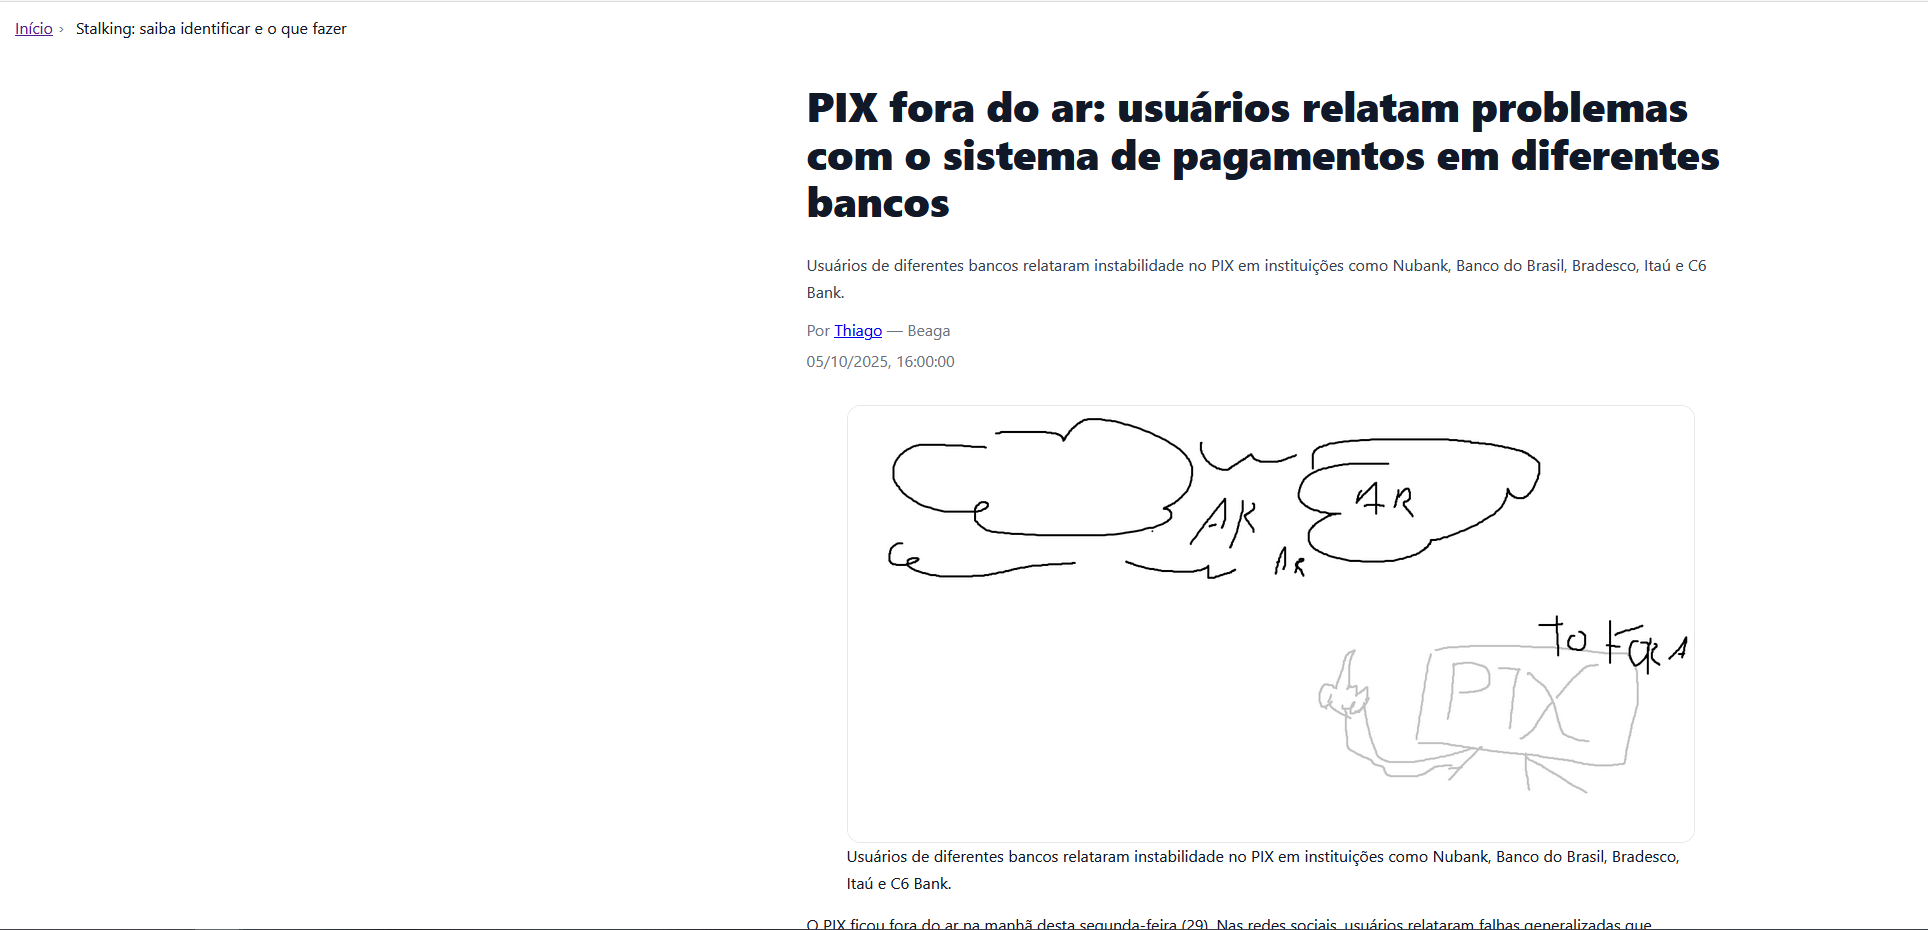 Início › Stalking: saiba identificar e o que fazer
PIX fora do ar: usuários relatam problemas
com o sistema de pagamentos em diferentes
bancos
Usuários de diferentes bancos relataram instabilidade no PIX em instituições como Nubank, Banco do Brasil, Bradesco, Itaú e C6
Bank.
Por Thiago — Beaga
05/10/2025, 16:00:00
AR
AR
AR
TO FORA
PIX
Usuários de diferentes bancos relataram instabilidade no PIX em instituições como Nubank, Banco do Brasil, Bradesco,
Itaú e C6 Bank.
O PIX ficou fora do ar na manhã desta segunda-feira (29). Nas redes sociais, usuários relataram falhas generalizadas que